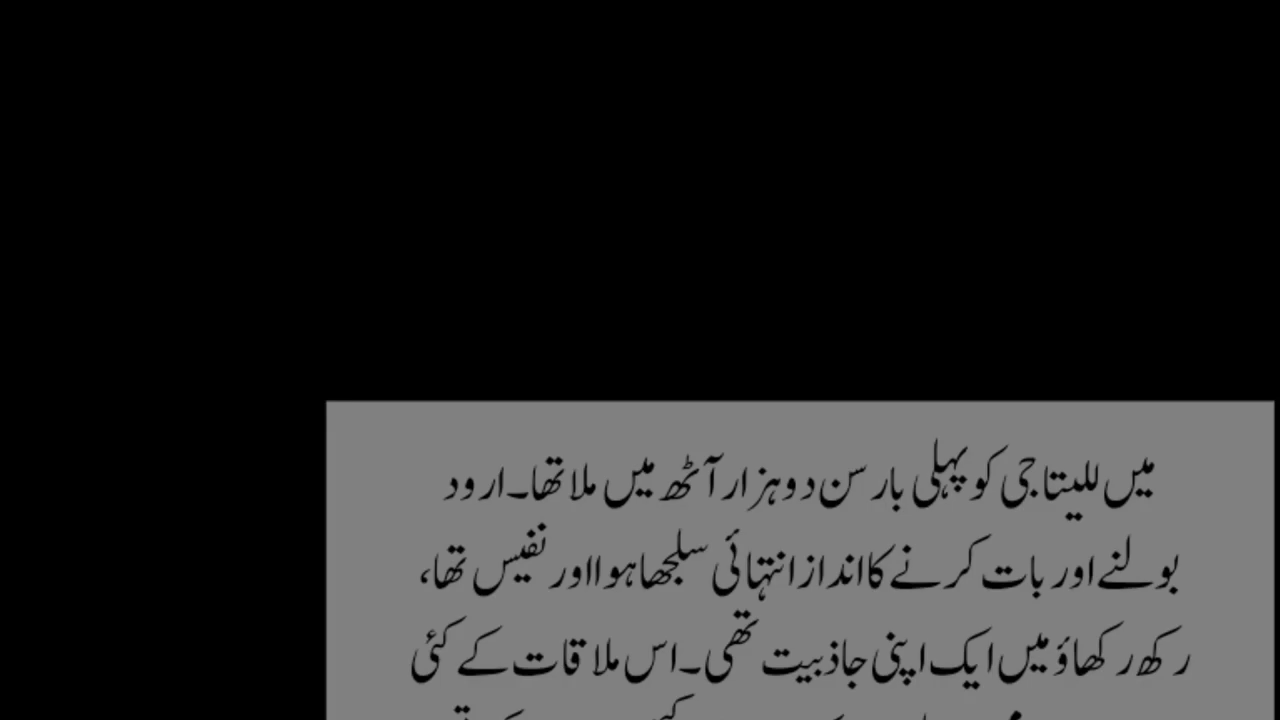 میں للیتا جی کو پہلی بار سن دو ہزار آٹھ میں ملا تھا۔ ارود
بولنے اور بات کرنے کا انداز انتہائی سلجھا ہوا اور نفیس تھا،
رکھ رکھاؤ میں ایک اپنی جاذبیت تھی۔ اس ملاقات کے کئی